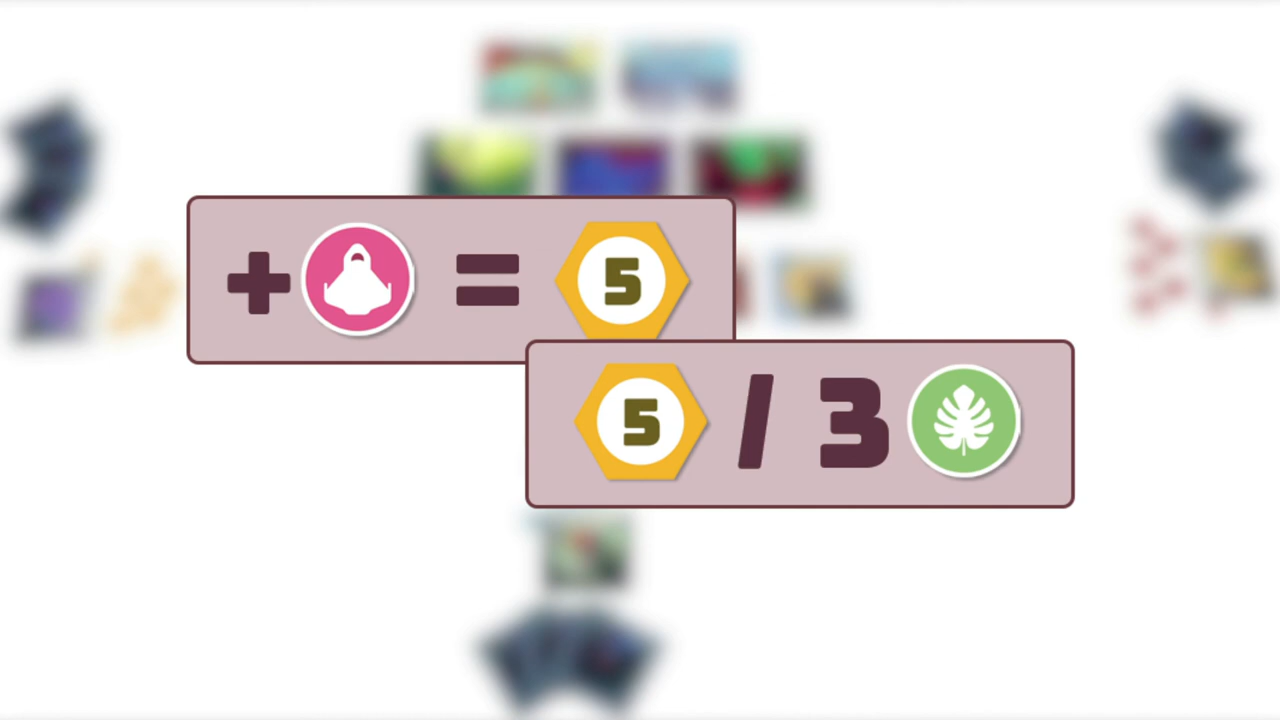 + = 5
5 / 3